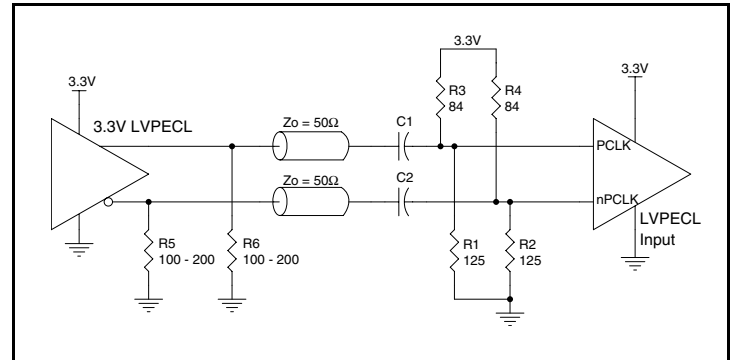 3.3V
3.3V LVPECL
R5
100 - 200
R6
100 - 200
Zo = 50Ω
Zo = 50Ω
C1
C2
3.3V
R3
84
R4
84
R1
125
R2
125
3.3V
PCLK
nPCLK
LVPECL
Input